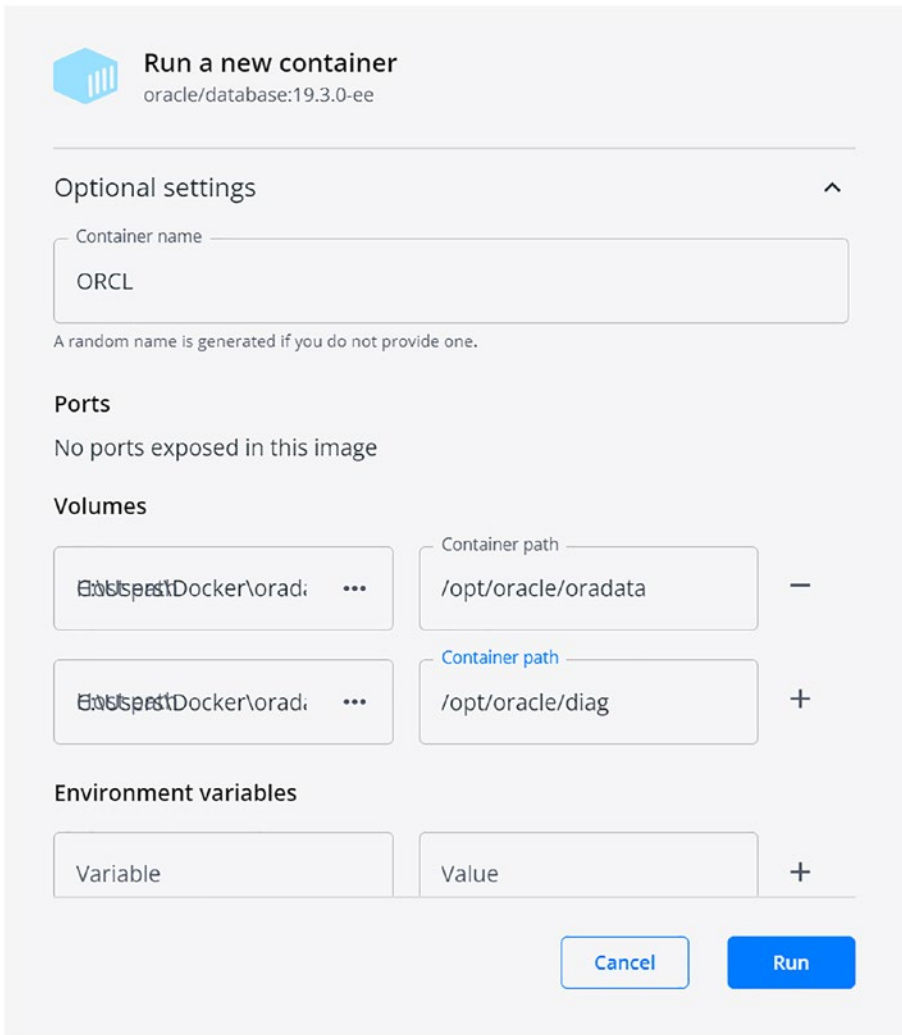 Run a new container
oracle/database:19.3.0-ee
Optional settings
Container name
ORCL
A random name is generated if you do not provide one.
Ports
No ports exposed in this image
Volumes
Container path
/opt/oracle/oradata
Container path
/opt/oracle/diag
Environment variables
Variable Value
Cancel Run